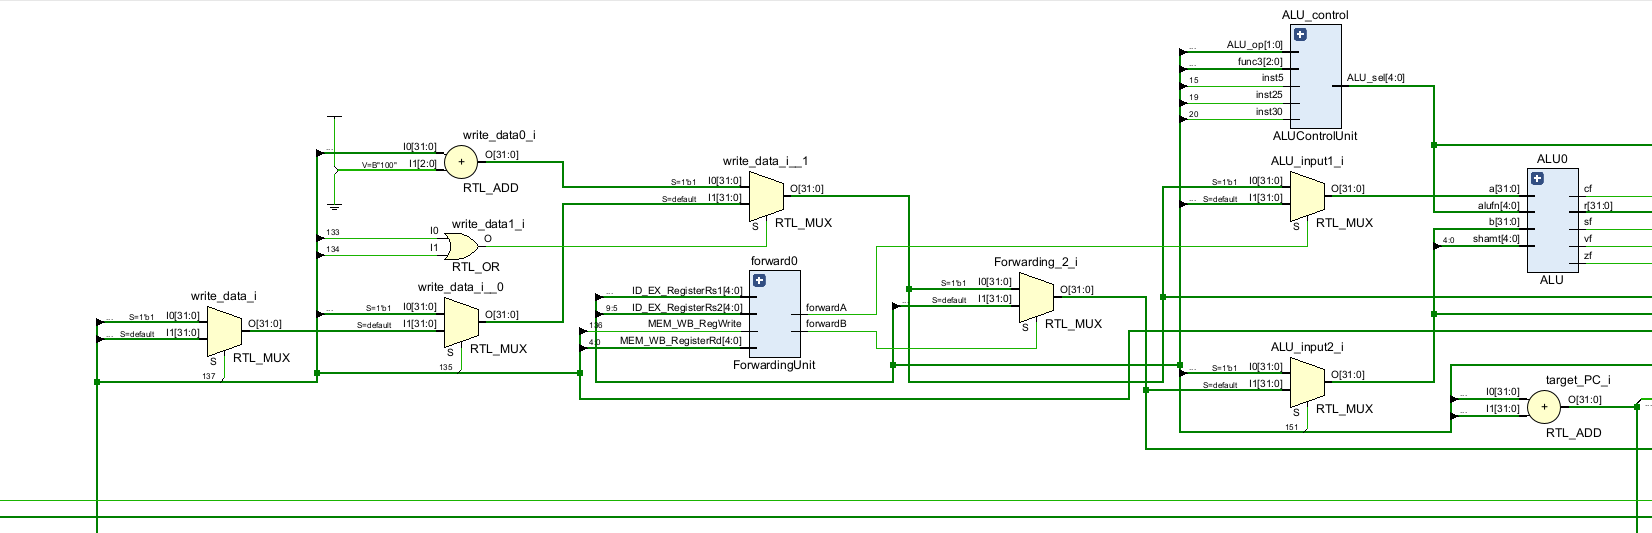 ALU_control
ALU_op[1:0]
func3[2:0]
15 inst5
19 inst25
20 inst30
ALU_sel[4:0]
ALUControlUnit
write_data0_i
I0[31:0]
V=B"100" I1[2:0]
+
O[31:0]
RTL_ADD
write_data1_i
133 I0
134 I1
O
RTL_OR
write_data_i__1
S=1'b1 I0[31:0]
S=default I1[31:0]
O[31:0]
S
RTL_MUX
write_data_i
S=1'b1 I0[31:0]
S=default I1[31:0]
O[31:0]
S
RTL_MUX
137
write_data_i__0
S=1'b1 I0[31:0]
S=default I1[31:0]
O[31:0]
S
RTL_MUX
135
forward0
ID_EX_RegisterRs1[4:0]
9:5 ID_EX_RegisterRs2[4:0]
136 MEM_WB_RegWrite
4:0 MEM_WB_RegisterRd[4:0]
forwardA
forwardB
ForwardingUnit
Forwarding_2_i
S=1'b1 I0[31:0]
S=default I1[31:0]
O[31:0]
S
RTL_MUX
ALU_input1_i
S=1'b1 I0[31:0]
S=default I1[31:0]
O[31:0]
S
RTL_MUX
ALU_input2_i
S=1'b1 I0[31:0]
S=default I1[31:0]
O[31:0]
S
RTL_MUX
151
ALU0
a[31:0]
alufn[4:0]
b[31:0]
4:0 shamt[4:0]
cf
r[31:0]
sf
vf
zf
ALU
target_PC_i
I0[31:0]
I1[31:0]
+
O[31:0]
RTL_ADD